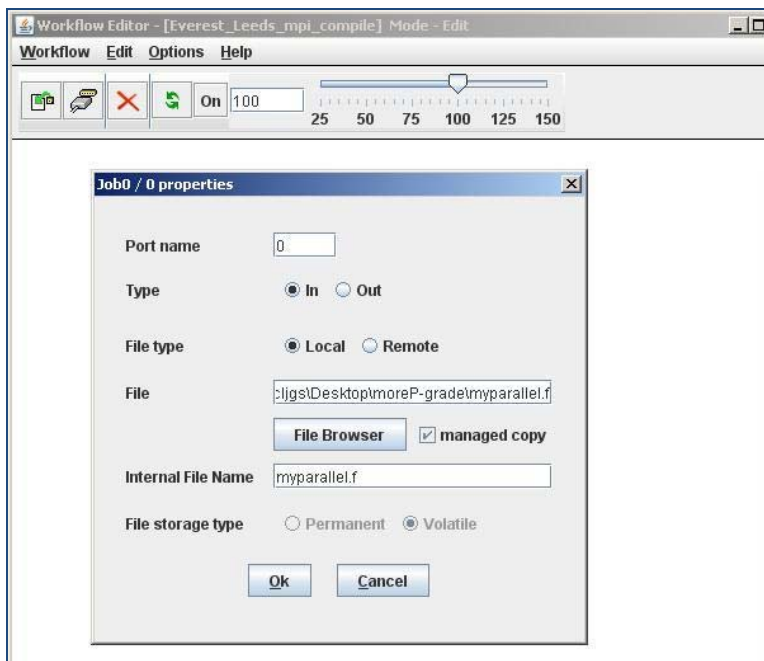 Workflow Editor - [Everest_Leeds_mpi_compile] Mode - Edit
Workflow Edit Options Help
On 100
25 50 75 100 125 150
Job0 / 0 properties
Port name 0
Type In Out
File type Local Remote
File cljgs\Desktop\moreP-grade\myparallel.f
File Browser managed copy
Internal File Name myparallel.f
File storage type Permanent Volatile
Ok Cancel